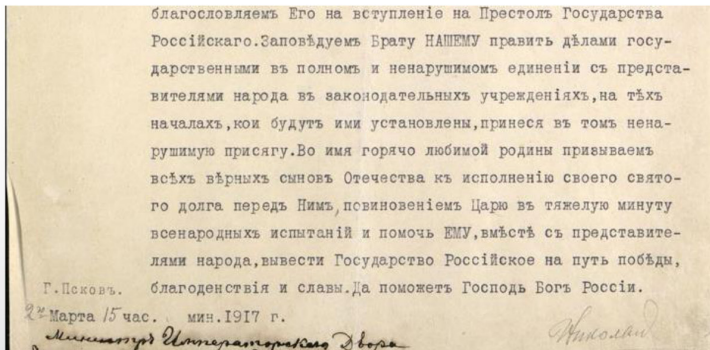 благословляемъ Его на вступление на Престолъ Государства
Россійскаго.Заповѣдуемъ Брату НАШЕМУ править дѣлами госу-
дарственными въ полномъ и ненарушимомъ единеніи съ предста-
вителями народа въ законодательныхъ учрежденіяхъ,на тѣхъ
началахъ,кои будутъ ими установлены,принеся въ томъ нена-
рушимую присягу.Во имя горячо любимой родины призываемъ
всѣхъ вѣрныхъ сыновъ Отечества къ исполненію своего свято-
го долга передъ Нимъ,повиновеніемъ Царю въ тяжелую минуту
всенародныхъ испытаній и помочь ЕМУ,вмѣстѣ съ представите-
лями народа,вывести Государство Россійское на путь побѣды,
благоденствія и славы.Да поможетъ Господь Богъ Россіи.
Г.Псковъ.
2го Марта 15 час. мин.1917 г.
Николай
Министръ Императорскаго Двора